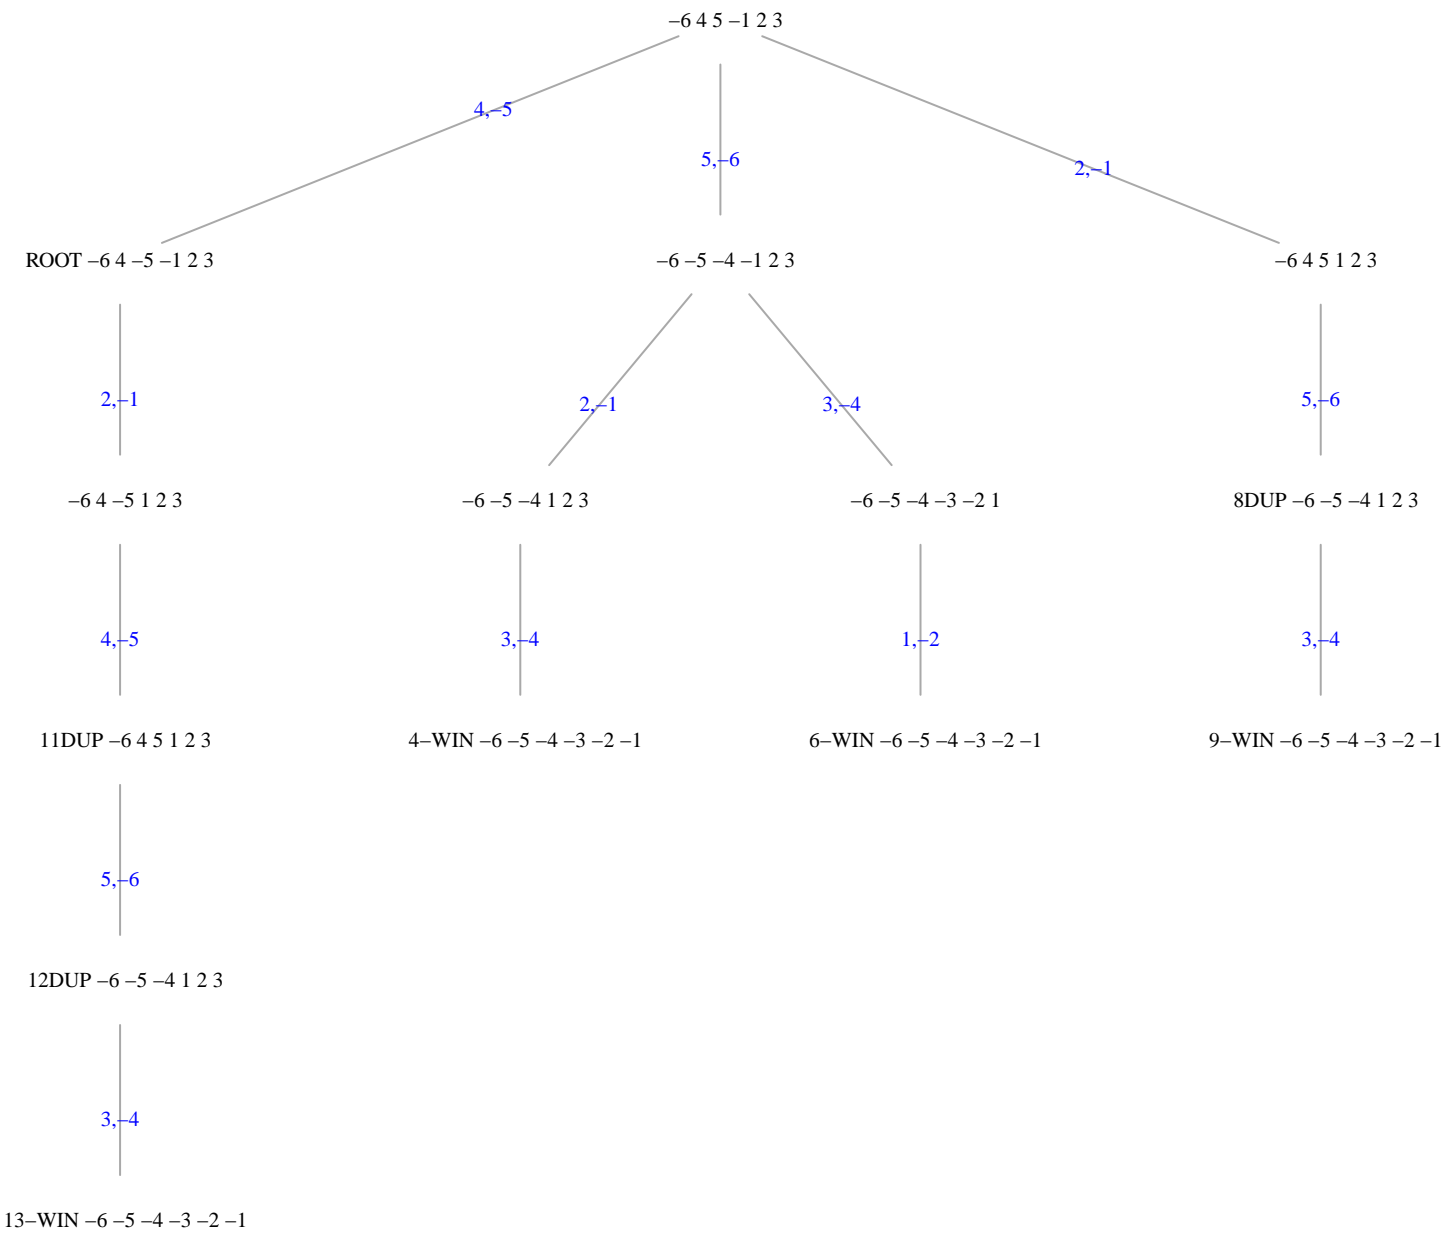 –6 4 5 –1 2 3
4,–5
5,–6
2,–1
ROOT –6 4 –5 –1 2 3
–6 –5 –4 –1 2 3
–6 4 5 1 2 3
2,–1
2,–1
3,–4
5,–6
–6 4 –5 1 2 3
–6 –5 –4 1 2 3
–6 –5 –4 –3 –2 1
8DUP –6 –5 –4 1 2 3
4,–5
3,–4
1,–2
3,–4
11DUP –6 4 5 1 2 3
4–WIN –6 –5 –4 –3 –2 –1
6–WIN –6 –5 –4 –3 –2 –1
9–WIN –6 –5 –4 –3 –2 –1
5,–6
12DUP –6 –5 –4 1 2 3
3,–4
13–WIN –6 –5 –4 –3 –2 –1